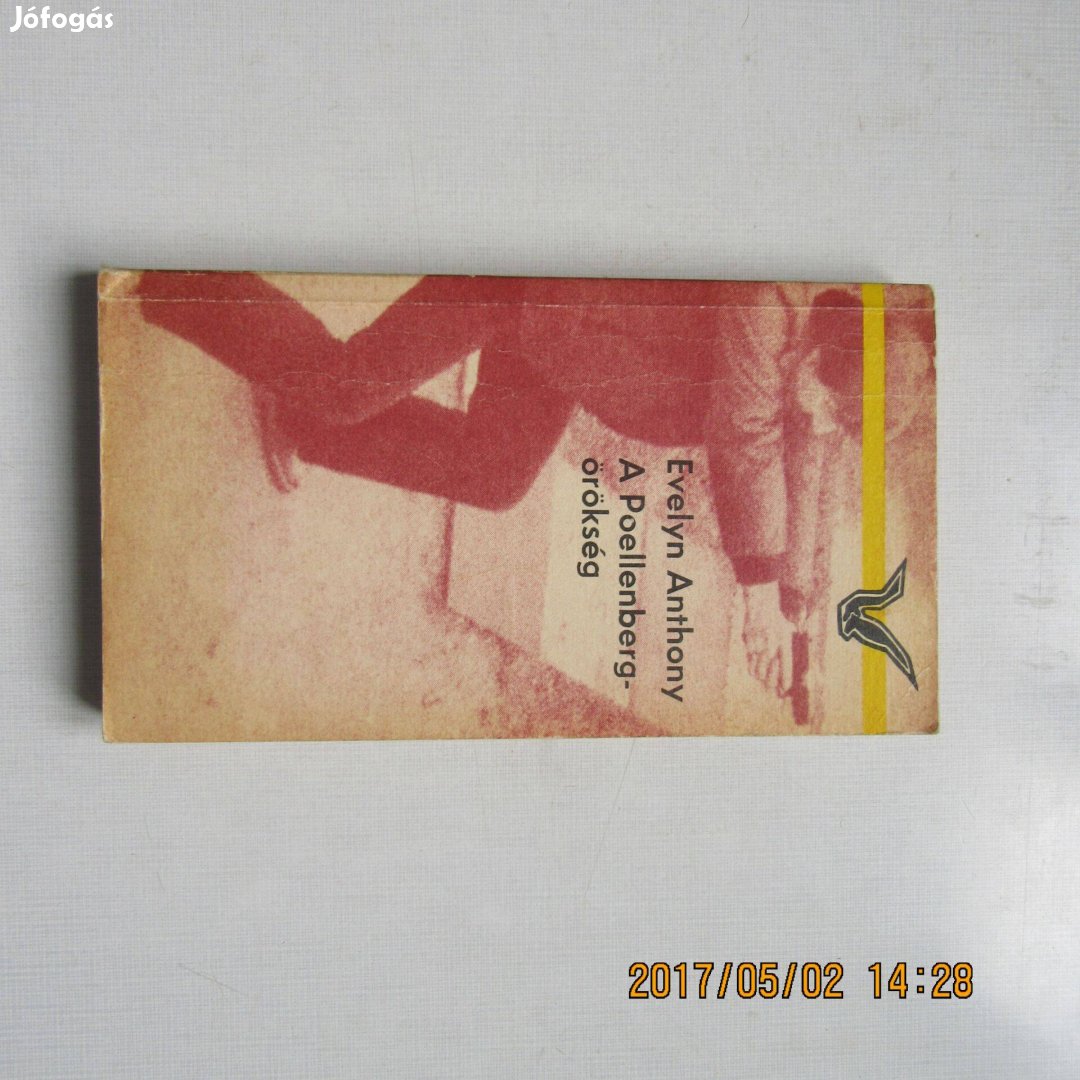 Jófogás
Evelyn Anthony
A Poellenberg-
örökség
2017/05/02 14:28